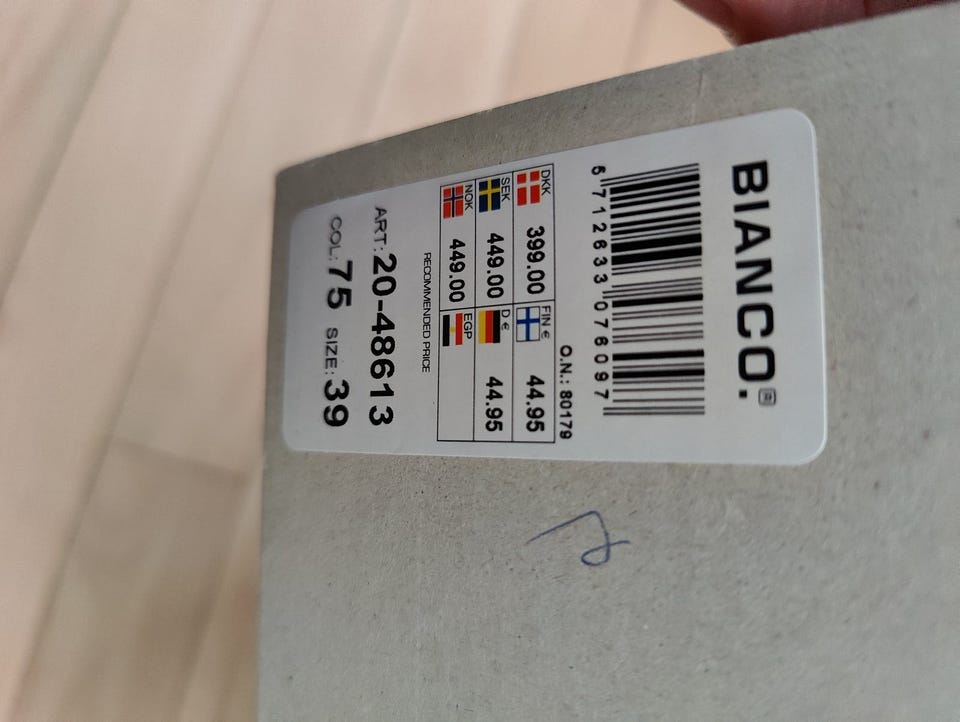 BIANCO.®
5 712633 076097
O.N.: 80179
DKK 399.00 FIN € 44.95
SEK 449.00 D € 44.95
NOK 449.00 EGP
RECOMMENDED PRICE
ART: 20-48613
COL: 75 SIZE: 39